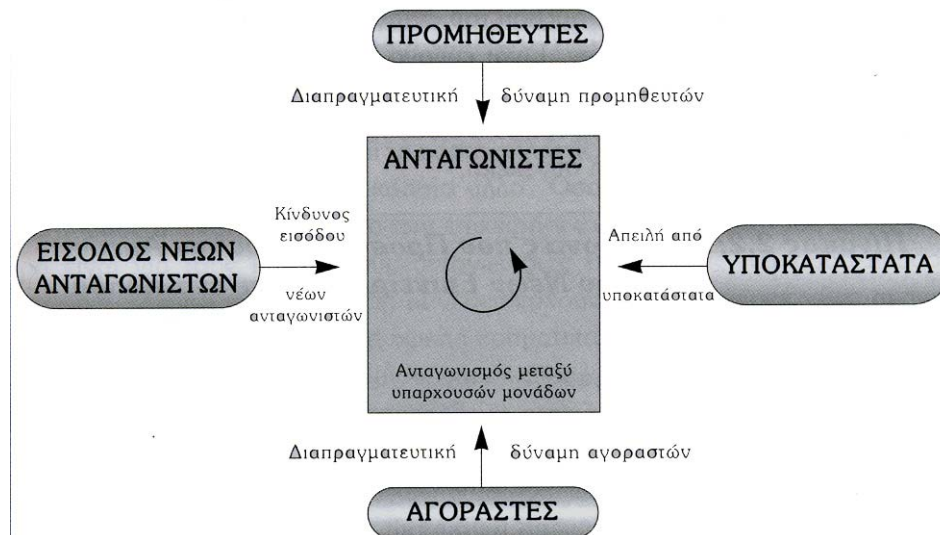 ΠΡΟΜΗΘΕΥΤΕΣ
Διαπραγματευτική δύναμη προμηθευτών
ΑΝΤΑΓΩΝΙΣΤΕΣ
Κίνδυνος
εισόδου
ΕΙΣΟΔΟΣ ΝΕΩΝ
ΑΝΤΑΓΩΝΙΣΤΩΝ
νέων
ανταγωνιστών
Απειλή από
ΥΠΟΚΑΤΑΣΤΑΤΑ
υποκατάστατα
Ανταγωνισμός μεταξύ
υπαρχουσών μονάδων
Διαπραγματευτική δύναμη αγοραστών
ΑΓΟΡΑΣΤΕΣ